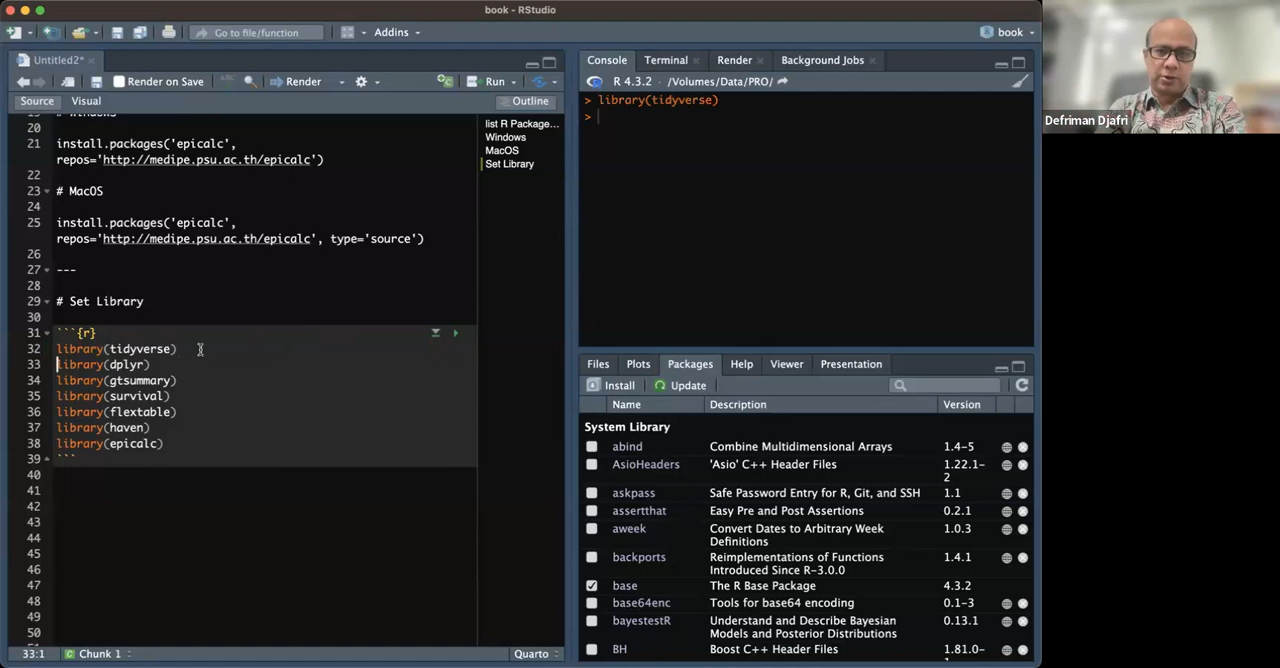 book - RStudio
Go to file/function
Addins
book
Untitled2*
Render on Save
ABC
Render
Run
Source
Visual
Outline
# Windows
20
21 install.packages('epicalc',
repos='http://medipe.psu.ac.th/epicalc')
22
23 # MacOS
24
25 install.packages('epicalc',
repos='http://medipe.psu.ac.th/epicalc', type='source')
26
27 ---
28
29 # Set Library
30
31 ```{r}
32 library(tidyverse)
33 library(dplyr)
34 library(gtsummary)
35 library(survival)
36 library(flextable)
37 library(haven)
38 library(epicalc)
39 ```
40
41
42
43
44
45
46
47
48
49
50
list R Package...
Windows
MacOS
Set Library
33:1
Chunk 1
Quarto
Console
Terminal
Render
Background Jobs
R 4.3.2 · /Volumes/Data/PRO/
> library(tidyverse)
>
Files
Plots
Packages
Help
Viewer
Presentation
Install
Update
Name Description Version
System Library
abind Combine Multidimensional Arrays 1.4-5
AsioHeaders 'Asio' C++ Header Files 1.22.1-
2
askpass Safe Password Entry for R, Git, and SSH 1.1
assertthat Easy Pre and Post Assertions 0.2.1
aweek Convert Dates to Arbitrary Week 1.0.3
Definitions
backports Reimplementations of Functions 1.4.1
Introduced Since R-3.0.0
base The R Base Package 4.3.2
base64enc Tools for base64 encoding 0.1-3
bayestestR Understand and Describe Bayesian 0.13.1
Models and Posterior Distributions
BH Boost C++ Header Files 1.81.0-
Defriman Djafri